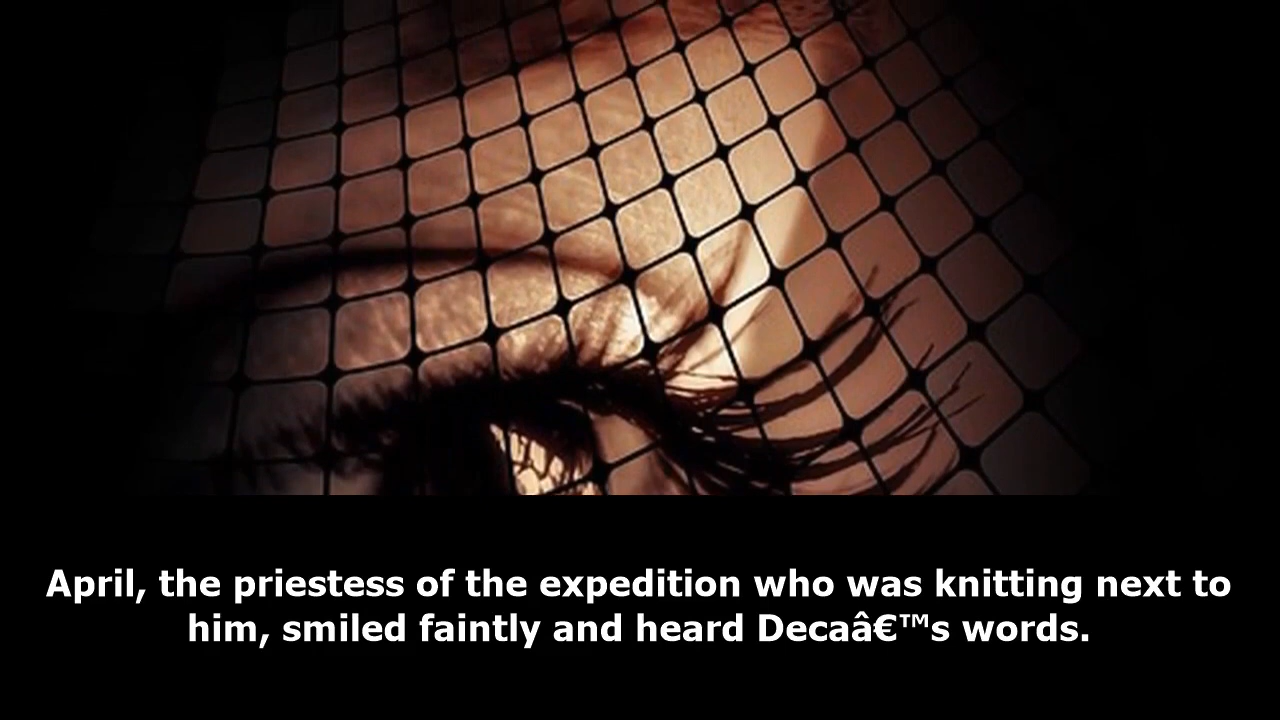 April, the priestess of the expedition who was knitting next to
him, smiled faintly and heard Decaâ€™s words.